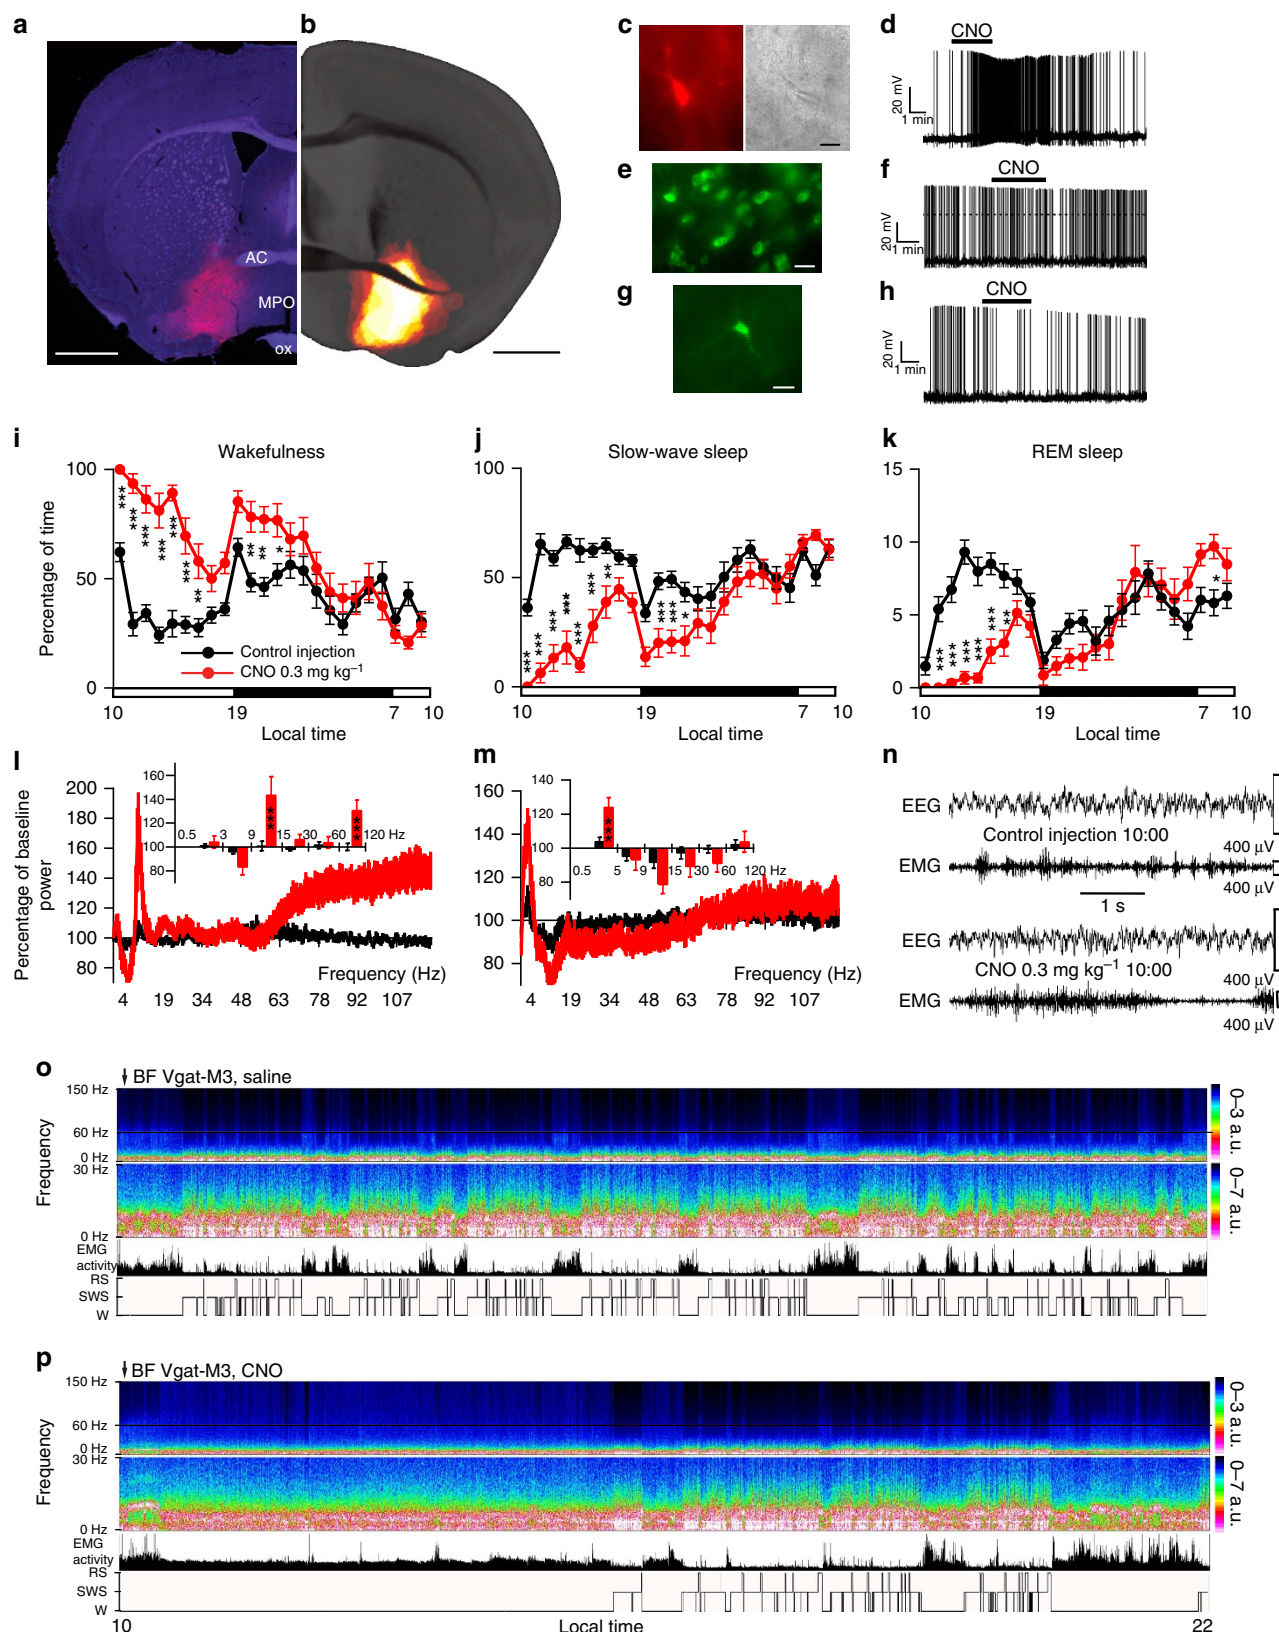 a
b
c
d
CNO
20 mV
1 min
AC
MPO
ox
e
f
CNO
20 mV
1 min
g
h
CNO
20 mV
1 min
i
Wakefulness
Percentage of time
100
50
0
***
***
***
***
***
***
**
**
**
*
Control injection
CNO 0.3 mg kg⁻¹
10
19
7
10
Local time
j
Slow-wave sleep
100
50
0
***
***
***
***
***
**
***
***
*
10
19
7
10
Local time
k
REM sleep
15
10
5
0
***
***
***
***
***
**
*
10
19
7
10
Local time
l
Percentage of baseline
power
200
180
160
140
120
100
80
160
140
120
100
80
0.5
3
9
15
30
60
120 Hz
***
***
Frequency (Hz)
4
19
34
48
63
78
92
107
m
160
140
120
100
80
140
120
100
80
0.5
5
9
15
30
60
120 Hz
***
Frequency (Hz)
4
19
34
48
63
78
92
107
n
EEG
Control injection 10:00
400 µV
EMG
400 µV
1 s
EEG
CNO 0.3 mg kg⁻¹ 10:00
400 µV
EMG
400 µV
o
BF Vgat-M3, saline
150 Hz
60 Hz
0 Hz
30 Hz
0 Hz
Frequency
0–3 a.u.
0–7 a.u.
EMG
activity
RS
SWS
W
p
BF Vgat-M3, CNO
150 Hz
60 Hz
0 Hz
30 Hz
0 Hz
Frequency
0–3 a.u.
0–7 a.u.
EMG
activity
RS
SWS
W
10
Local time
22